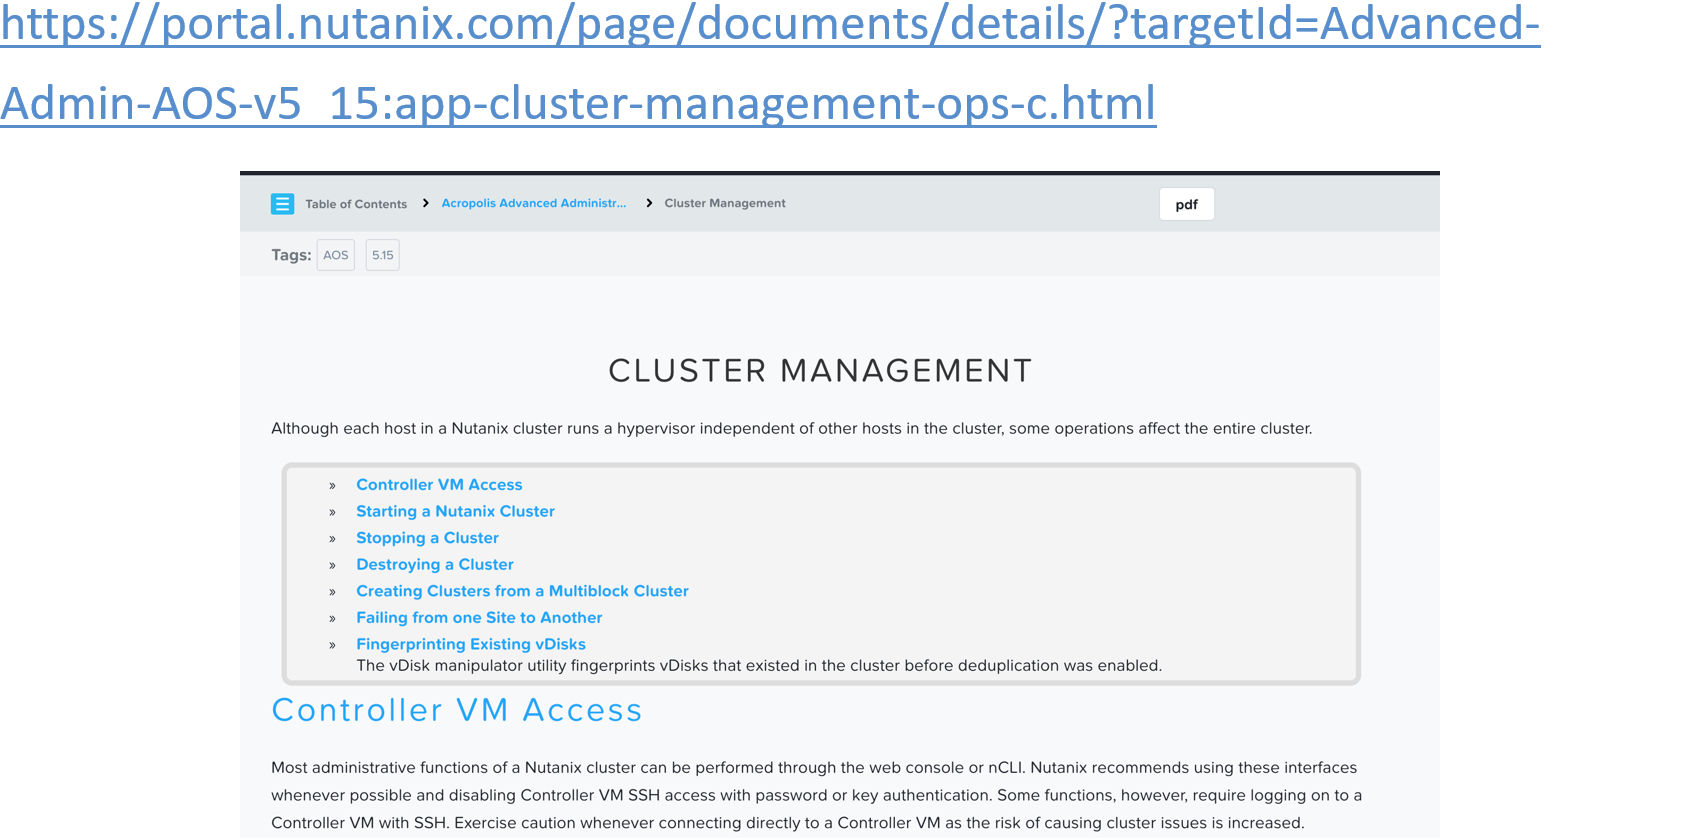 https://portal.nutanix.com/page/documents/details/?targetId=Advanced-
Admin-AOS-v5_15:app-cluster-management-ops-c.html
Table of Contents > Acropolis Advanced Administr... > Cluster Management pdf
Tags: AOS 5.15
CLUSTER MANAGEMENT
Although each host in a Nutanix cluster runs a hypervisor independent of other hosts in the cluster, some operations affect the entire cluster.
» Controller VM Access
» Starting a Nutanix Cluster
» Stopping a Cluster
» Destroying a Cluster
» Creating Clusters from a Multiblock Cluster
» Failing from one Site to Another
» Fingerprinting Existing vDisks
The vDisk manipulator utility fingerprints vDisks that existed in the cluster before deduplication was enabled.
Controller VM Access
Most administrative functions of a Nutanix cluster can be performed through the web console or nCLI. Nutanix recommends using these interfaces
whenever possible and disabling Controller VM SSH access with password or key authentication. Some functions, however, require logging on to a
Controller VM with SSH. Exercise caution whenever connecting directly to a Controller VM as the risk of causing cluster issues is increased.